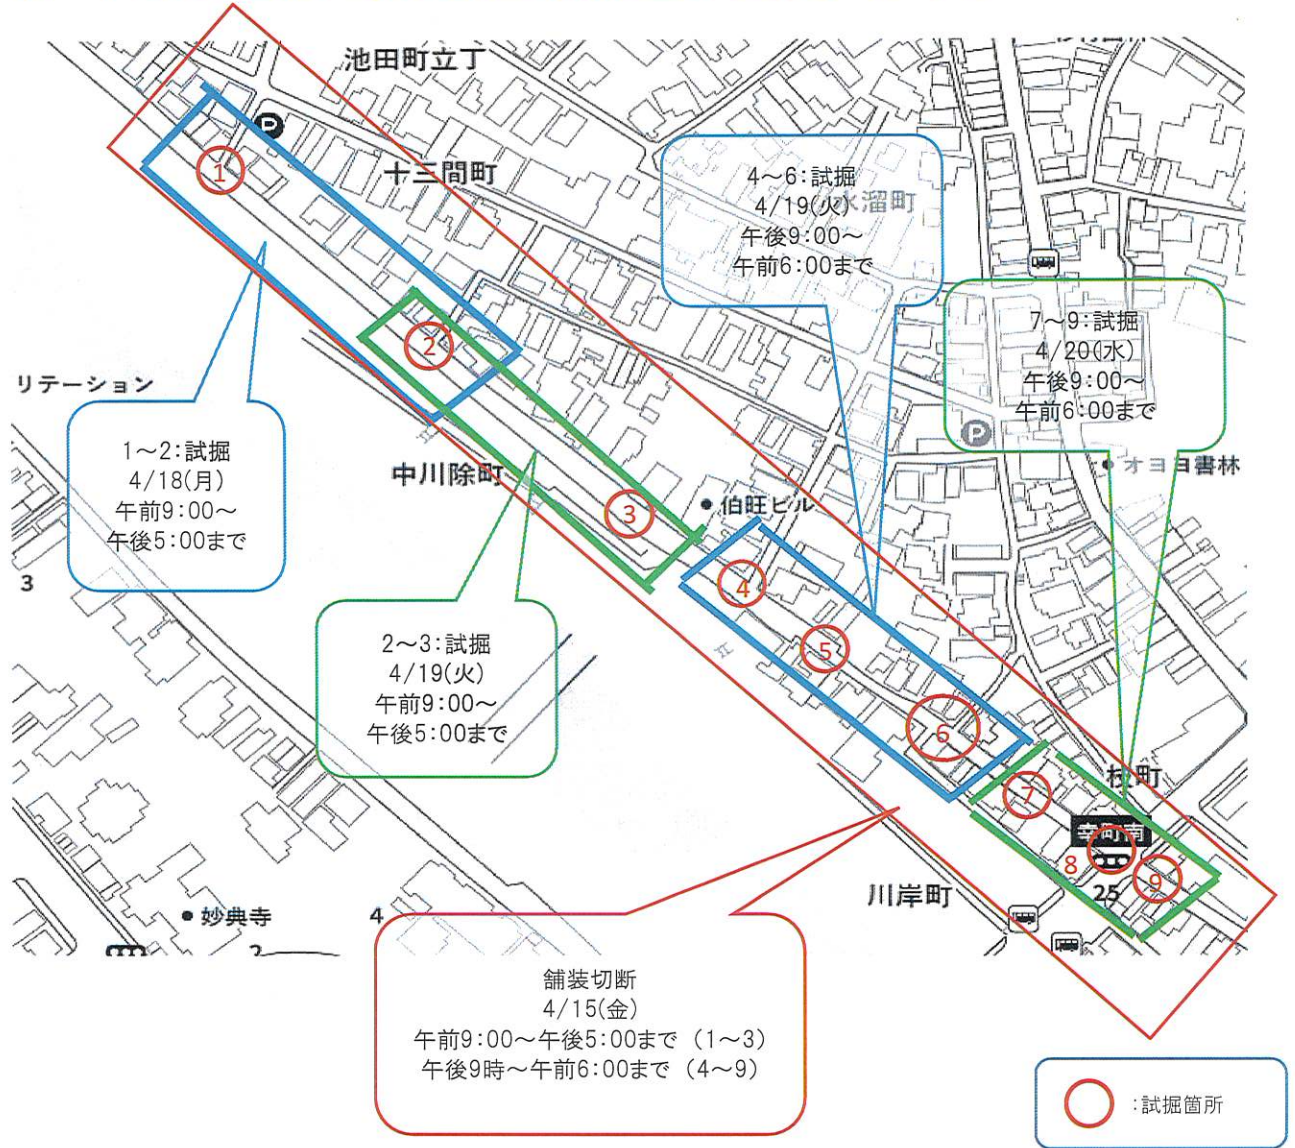 池田町立丁
十三間町
水溜町
4～6:試掘
4/19(火)
午後9:00～
午前6:00まで
7～9:試掘
4/20(水)
午後9:00～
午前6:00まで
P
1
2
リテーション
1～2:試掘
4/18(月)
午前9:00～
午後5:00まで
中川除町
3
伯旺ビル
P
オヨヨ書林
3
4
5
6
2～3:試掘
4/19(火)
午前9:00～
午後5:00まで
7
枝町
幸町南
8
9
25
川岸町
妙典寺
4
2
舗装切断
4/15(金)
午前9:00～午後5:00まで（1～3）
午後9時～午前6:00まで（4～9）
:試掘箇所